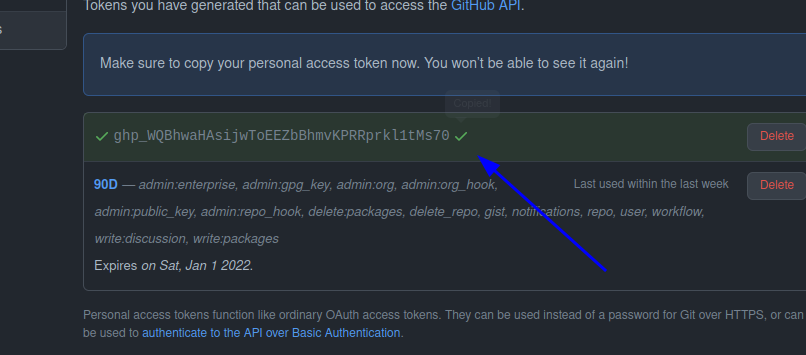 Tokens you have generated that can be used to access the GitHub API.
s
Make sure to copy your personal access token now. You won't be able to see it again!
Copied!
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
Delete
90D — admin:enterprise, admin:gpg_key, admin:org, admin:org_hook,
Last used within the last week
Delete
admin:public_key, admin:repo_hook, delete:packages, delete_repo, gist, notifications, repo, user, workflow,
write:discussion, write:packages
Expires on Sat, Jan 1 2022.
Personal access tokens function like ordinary OAuth access tokens. They can be used instead of a password for Git over HTTPS, or can
be used to authenticate to the API over Basic Authentication.